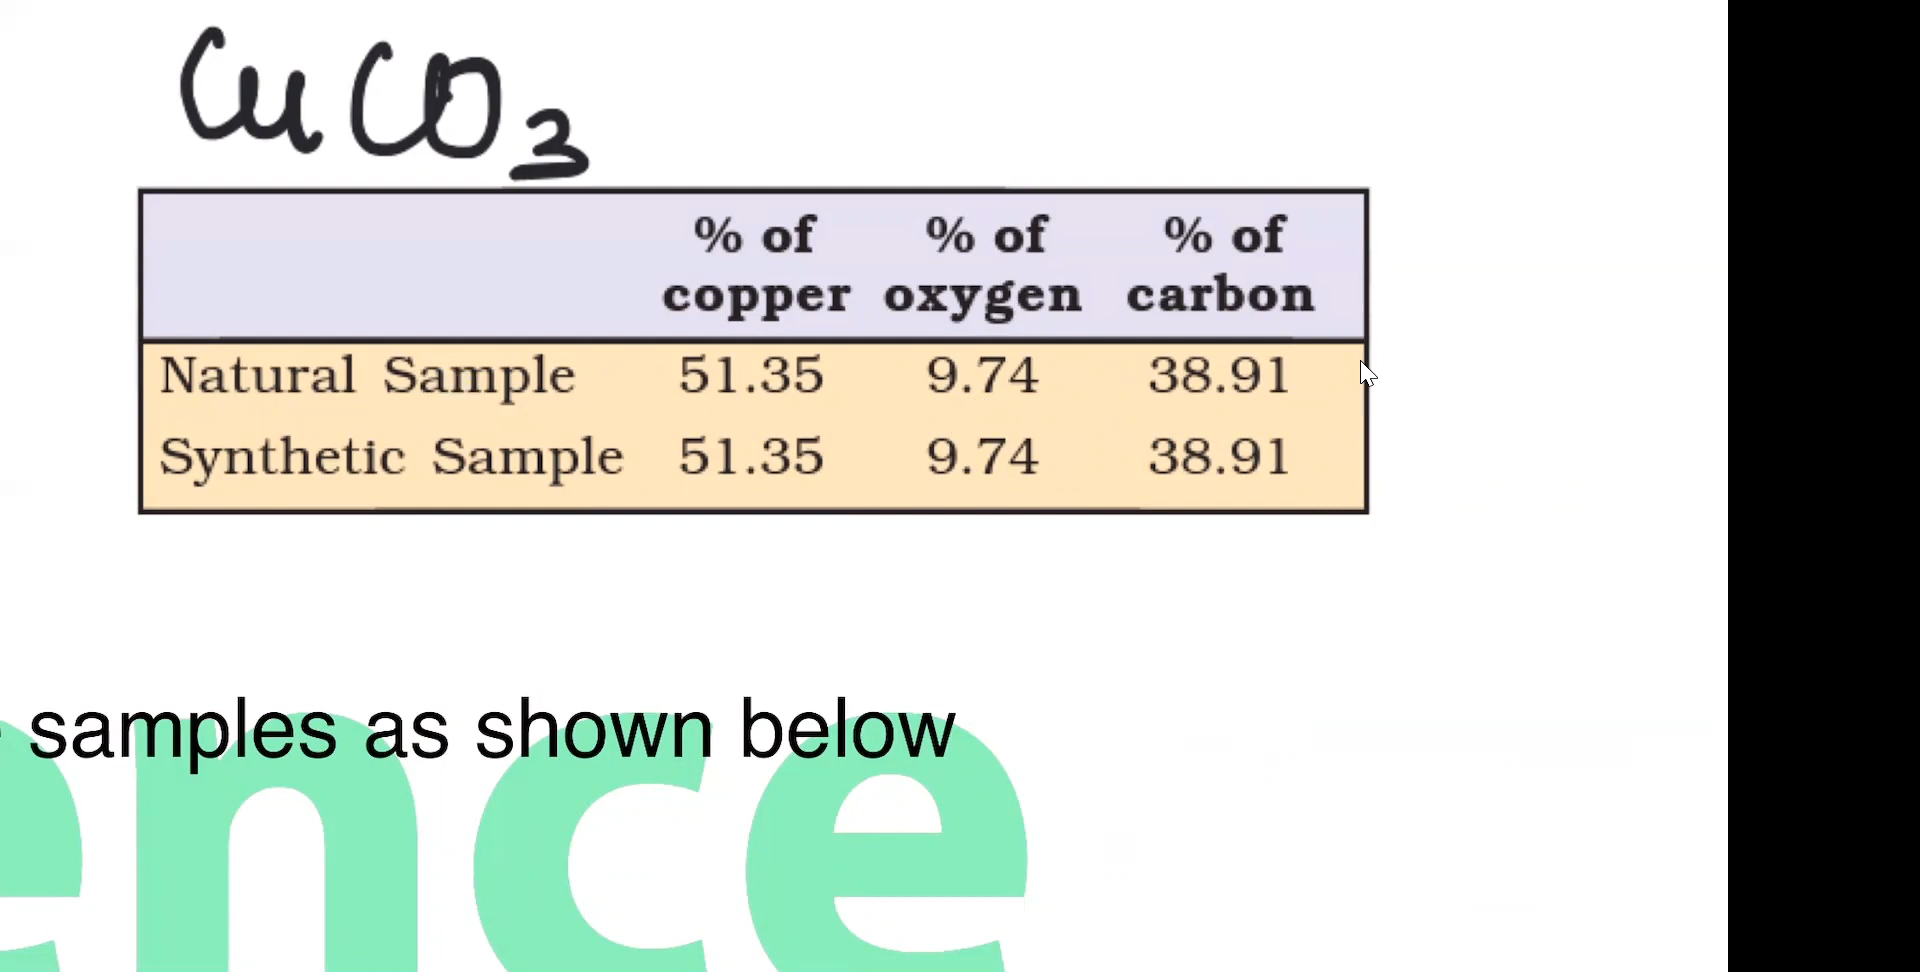 CuCO3
% of % of % of
copper oxygen carbon
Natural Sample 51.35 9.74 38.91
Synthetic Sample 51.35 9.74 38.91
samples as shown below
ence